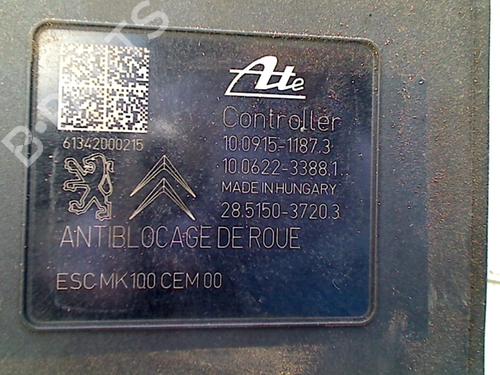 Ate
61342000215
Controller
10.0915-1187.3
10.0622-3388.1
MADE IN HUNGARY
28.5150-3720.3
ANTIBLOCAGE DE ROUE
ESC MK100 CEM 00